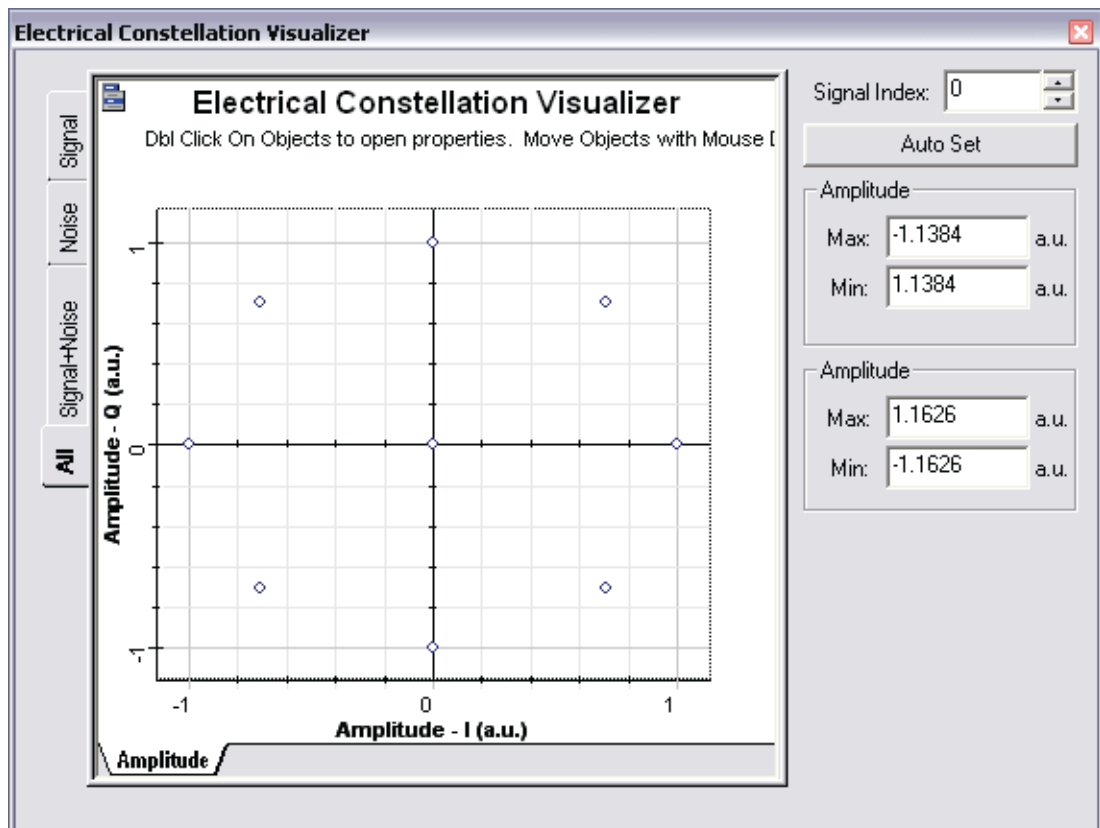 Electrical Constellation Visualizer
Signal
Noise
Signal+Noise
All
Electrical Constellation Visualizer
Dbl Click On Objects to open properties. Move Objects with Mouse D
Amplitude - Q (a.u.)
1
0
-1
-1
0
1
Amplitude - I (a.u.)
Amplitude
Signal Index: 0
Auto Set
Amplitude
Max: -1.1384 a.u.
Min: 1.1384 a.u.
Amplitude
Max: 1.1626 a.u.
Min: -1.1626 a.u.